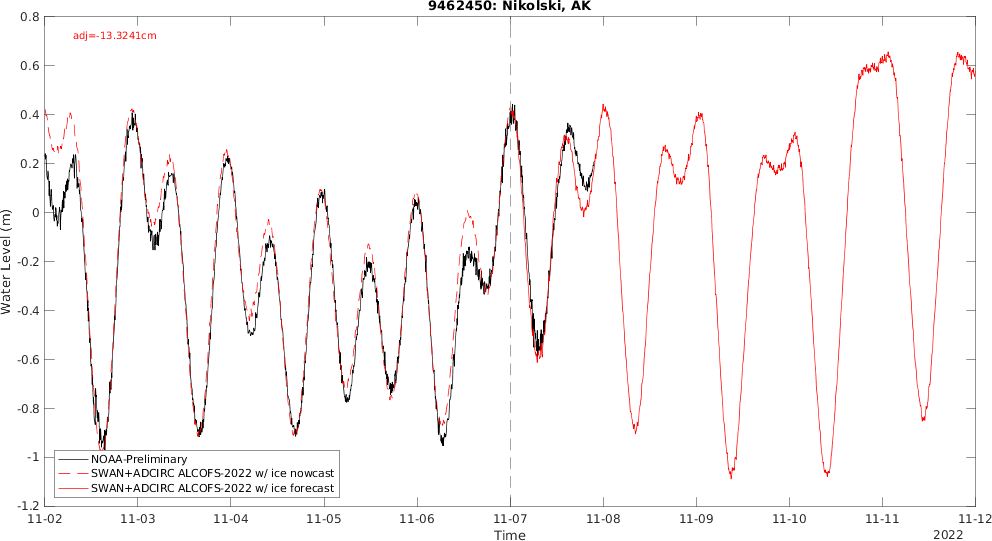 9462450: Nikolski, AK
adj=-13.3241cm
0.8
0.6
0.4
0.2
0
-0.2
-0.4
-0.6
-0.8
-1
-1.2
Water Level (m)
NOAA-Preliminary
SWAN+ADCIRC ALCOFS-2022 w/ ice nowcast
SWAN+ADCIRC ALCOFS-2022 w/ ice forecast
11-02 11-03 11-04 11-05 11-06 11-07 11-08 11-09 11-10 11-11 11-12
Time
2022